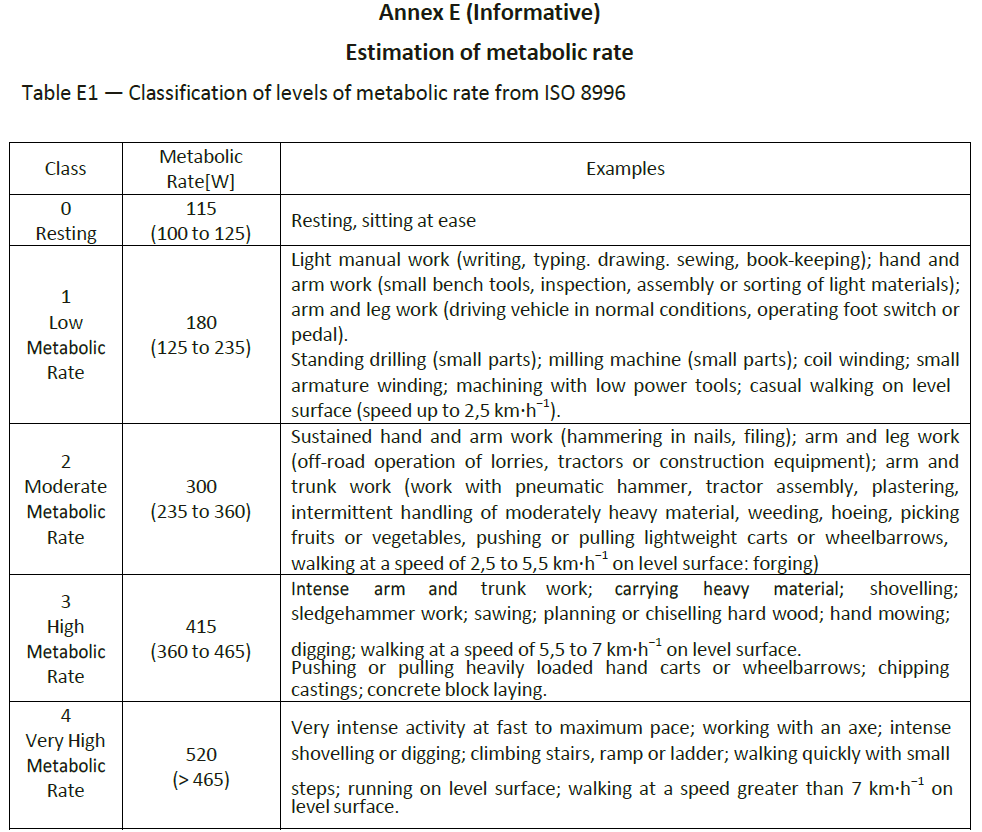 Annex E (Informative)
Estimation of metabolic rate
Table E1 — Classification of levels of metabolic rate from ISO 8996
Class
Metabolic
Rate[W]
Examples
0
Resting
115
(100 to 125)
Resting, sitting at ease
1
Low
Metabolic
Rate
180
(125 to 235)
Light manual work (writing, typing. drawing. sewing, book-keeping); hand and
arm work (small bench tools, inspection, assembly or sorting of light materials);
arm and leg work (driving vehicle in normal conditions, operating foot switch or
pedal).
Standing drilling (small parts); milling machine (small parts); coil winding; small
armature winding; machining with low power tools; casual walking on level
surface (speed up to 2,5 km·h⁻¹).
2
Moderate
Metabolic
Rate
300
(235 to 360)
Sustained hand and arm work (hammering in nails, filing); arm and leg work
(off-road operation of lorries, tractors or construction equipment); arm and
trunk work (work with pneumatic hammer, tractor assembly, plastering,
intermittent handling of moderately heavy material, weeding, hoeing, picking
fruits or vegetables, pushing or pulling lightweight carts or wheelbarrows,
walking at a speed of 2,5 to 5,5 km·h⁻¹ on level surface: forging)
3
High
Metabolic
Rate
415
(360 to 465)
Intense arm and trunk work; carrying heavy material; shovelling;
sledgehammer work; sawing; planning or chiselling hard wood; hand mowing;
digging; walking at a speed of 5,5 to 7 km·h⁻¹ on level surface.
Pushing or pulling heavily loaded hand carts or wheelbarrows; chipping
castings; concrete block laying.
4
Very High
Metabolic
Rate
520
(> 465)
Very intense activity at fast to maximum pace; working with an axe; intense
shovelling or digging; climbing stairs, ramp or ladder; walking quickly with small
steps; running on level surface; walking at a speed greater than 7 km·h⁻¹ on
level surface.